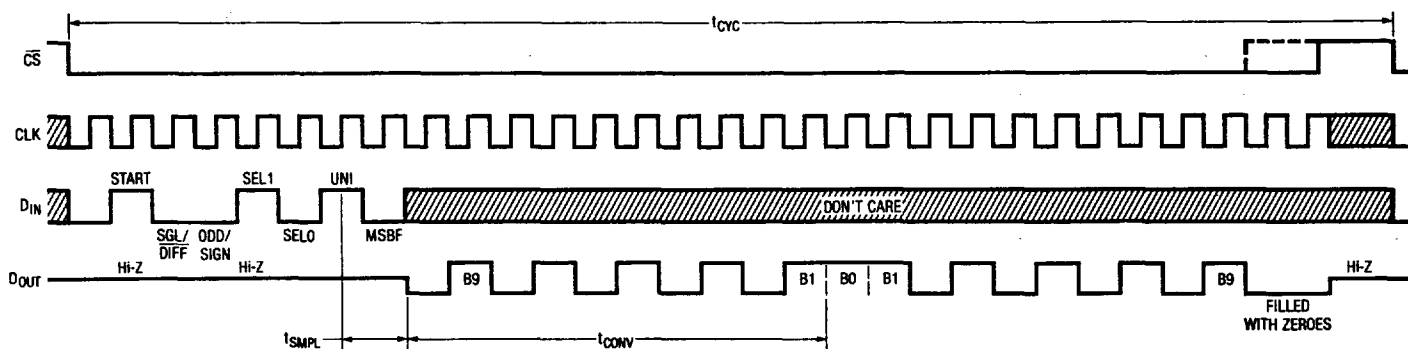 tCYC
CS
CLK
START SEL1 UNI
DIN
DON'T CARE
SGL/ ODD/ SEL0 MSBF
DIFF SIGN
Hi-Z Hi-Z Hi-Z
DOUT
B9 B1 B0 B1 B9
FILLED
WITH ZEROES
tSMPL tCONV